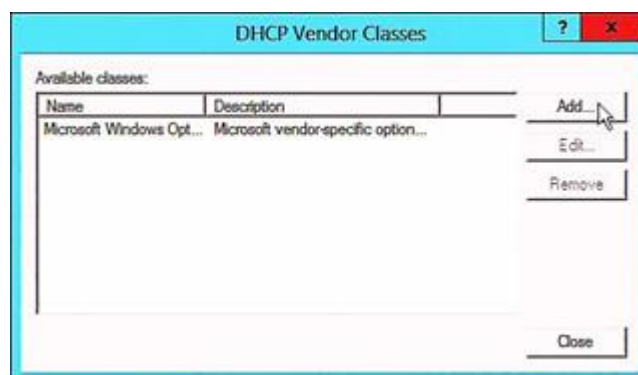 DHCP Vendor Classes
? x
Available classes:
Name Description
Add...
Microsoft Windows Opt... Microsoft vendor-specific option...
Edit...
Remove
Close